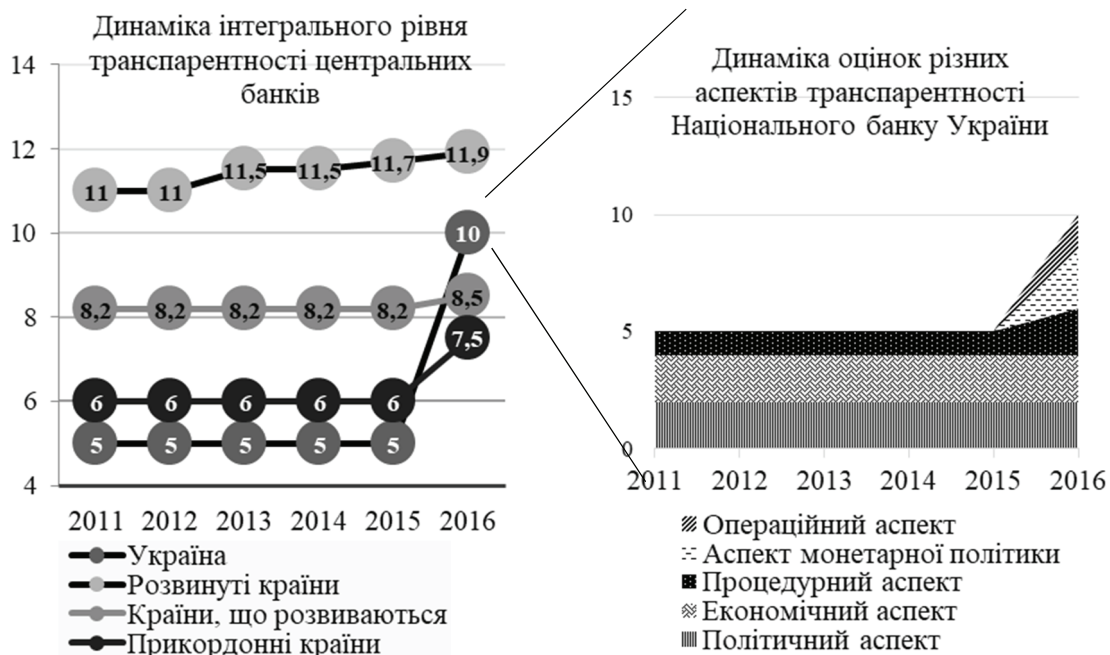 Динаміка інтегрального рівня
транспарентності центральних
банків
14
12
10
8
6
4
11 11 11,5 11,5 11,7 11,9
10
8,2 8,2 8,2 8,2 8,2 8,5
7,5
6 6 6 6 6
5 5 5 5 5
2011 2012 2013 2014 2015 2016
Україна
Розвинуті країни
Країни, що розвиваються
Прикордонні країни
Динаміка оцінок різних
аспектів транспарентності
Національного банку України
15
10
5
0
2011 2012 2013 2014 2015 2016
Операційний аспект
Аспект монетарної політики
Процедурний аспект
Економічний аспект
Політичний аспект